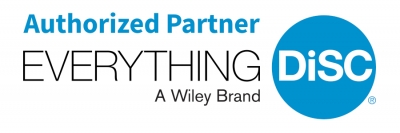 Authorized Partner
EVERYTHING DiSC®
A Wiley Brand